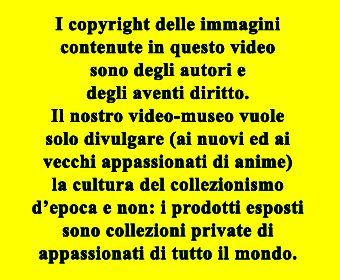 I copyright delle immagini
contenute in questo video
sono degli autori e
degli aventi diritto.
Il nostro video-museo vuole
solo divulgare (ai nuovi ed ai
vecchi appassionati di anime)
la cultura del collezionismo
d’epoca e non: i prodotti esposti
sono collezioni private di
appassionati di tutto il mondo.